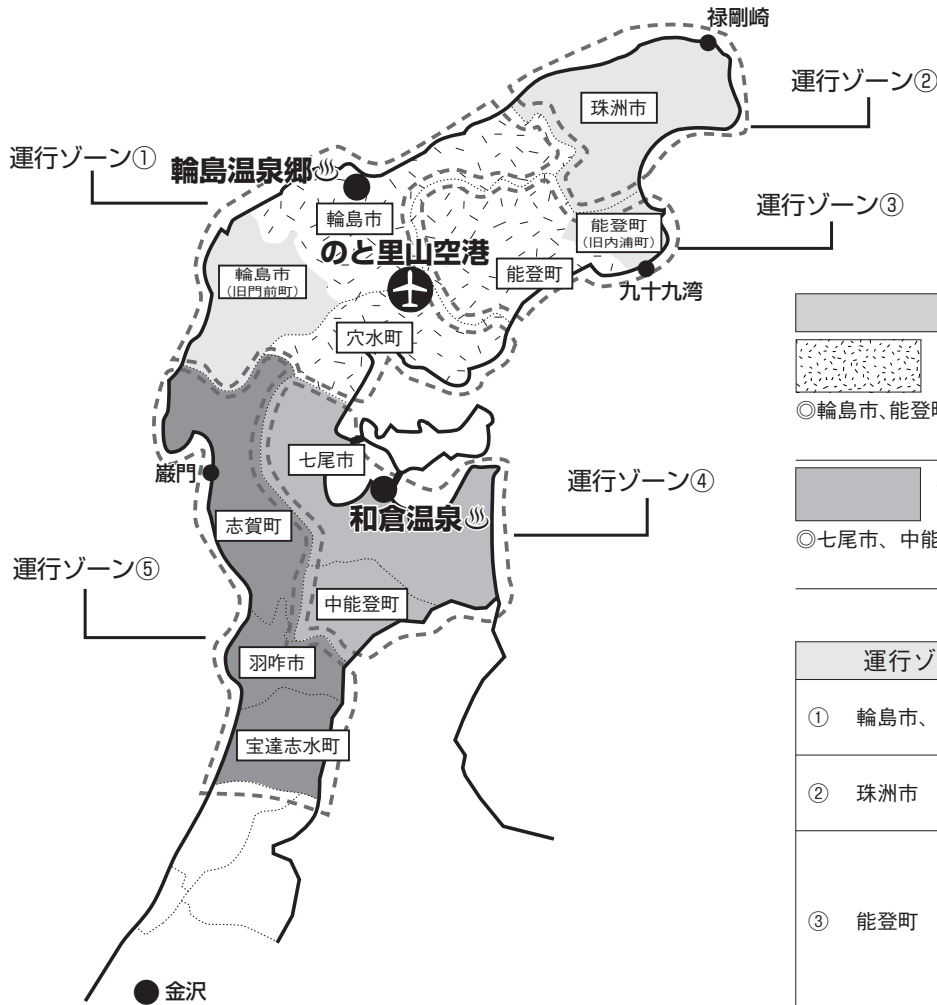 禄剛崎
運行ゾーン②
珠洲市
運行ゾーン①
輪島温泉郷♨
運行ゾーン③
輪島市
能登町
(旧内浦町)
のと里山空港
能登町
輪島市
(旧門前町)
九十九湾
穴水町
◎輪島市、能登町
七尾市
巌門
運行ゾーン④
和倉温泉♨
志賀町
◎七尾市、中能
運行ゾーン⑤
中能登町
羽咋市
運行ゾ
① 輪島市、
宝達志水町
② 珠洲市
③ 能登町
金沢